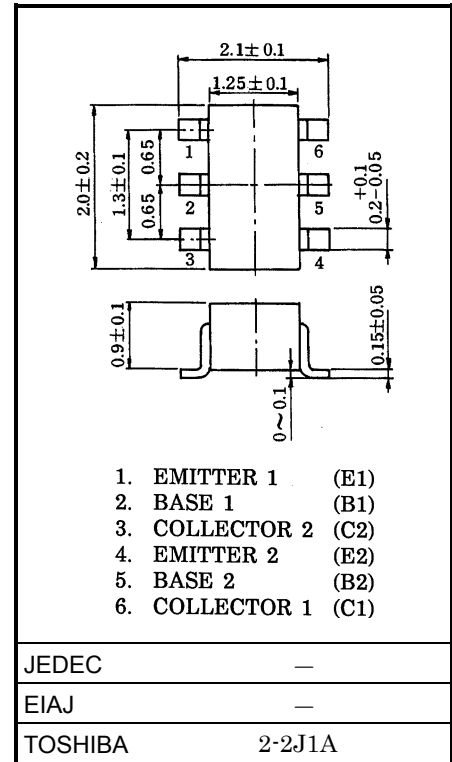 2.1±0.1
1.25±0.1
2.0±0.2
1.3±0.1
0.65
0.65
1
6
2
5
3
4
+0.1
0.2-0.05
0.9±0.1
0.15±0.05
0~0.1
1. EMITTER 1 (E1)
2. BASE 1 (B1)
3. COLLECTOR 2 (C2)
4. EMITTER 2 (E2)
5. BASE 2 (B2)
6. COLLECTOR 1 (C1)
JEDEC —
EIAJ —
TOSHIBA 2-2J1A